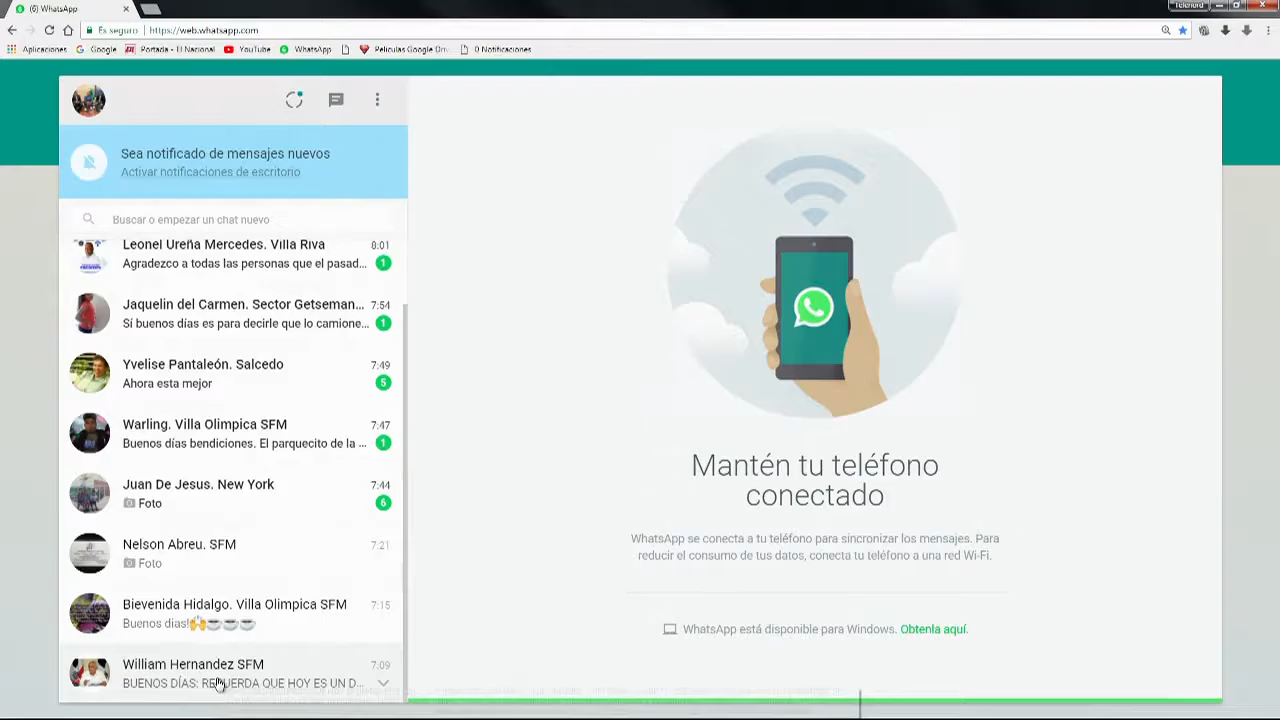 (6) WhatsApp
Telenord
Es seguro | https://web.whatsapp.com
Aplicaciones Google Portada - El Nacional YouTube WhatsApp Peliculas Google Dri 0 Notificaciones
Sea notificado de mensajes nuevos
Activar notificaciones de escritorio
Buscar o empezar un chat nuevo
Leonel Ureña Mercedes. Villa Riva 8:01
Agradezco a todas las personas que el pasad... 1
Jaquelin del Carmen. Sector Getseman... 7:54
Sí buenos días es para decirle que lo camione... 1
Yvelise Pantaleón. Salcedo 7:49
Ahora esta mejor 5
Warling. Villa Olimpica SFM 7:47
Buenos días bendiciones. El parquecito de la ... 1
Juan De Jesus. New York 7:44
Foto 6
Nelson Abreu. SFM 7:21
Foto
Bievenida Hidalgo. Villa Olimpica SFM 7:15
Buenos dias!🙌☕☕☕
William Hernandez SFM 7:09
BUENOS DÍAS: RECUERDA QUE HOY ES UN D...
Mantén tu teléfono
conectado
WhatsApp se conecta a tu teléfono para sincronizar los mensajes. Para
reducir el consumo de tus datos, conecta tu teléfono a una red Wi-Fi.
WhatsApp está disponible para Windows. Obtenla aquí.